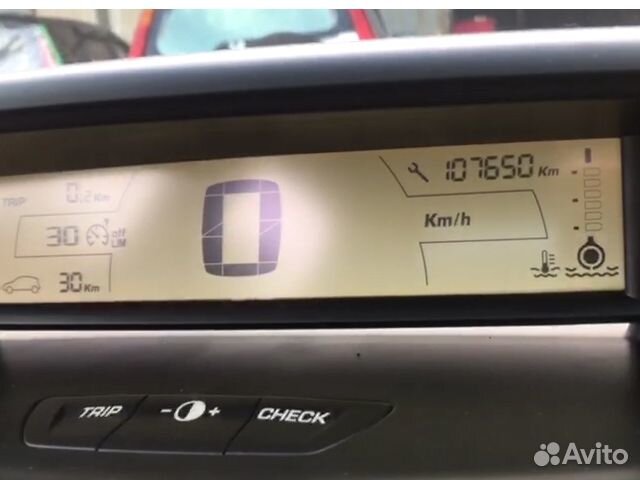 TRIP 0.2 Km
107650 Km
30 off LIM
Km/h
30 Km
0
TRIP - + CHECK
Avito